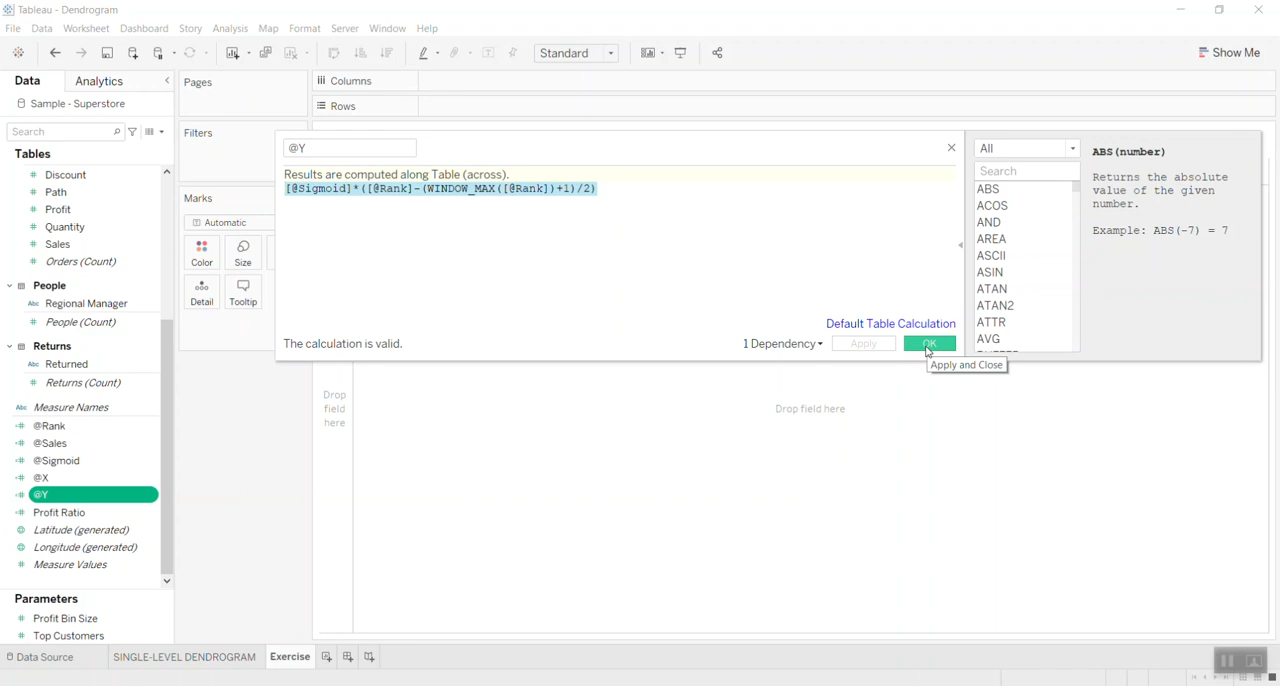 Tableau - Dendrogram
File Data Worksheet Dashboard Story Analysis Map Format Server Window Help
Standard
Show Me
Data Analytics
Sample - Superstore
Search
Tables
Discount
Path
Profit
Quantity
Sales
Orders (Count)
People
Abc Regional Manager
People (Count)
Returns
Abc Returned
Returns (Count)
Abc Measure Names
@Rank
@Sales
@Sigmoid
@X
@Y
Profit Ratio
Latitude (generated)
Longitude (generated)
Measure Values
Parameters
Profit Bin Size
Top Customers
Pages
Filters
Marks
Automatic
Color Size
Detail Tooltip
Columns
Rows
@Y
Results are computed along Table (across).
[@Sigmoid]*([@Rank]-(WINDOW_MAX([@Rank])+1)/2)
Default Table Calculation
The calculation is valid.
1 Dependency
Apply
OK
Apply and Close
All
Search
ABS
ACOS
AND
AREA
ASCII
ASIN
ATAN
ATAN2
ATTR
AVG
ABS(number)
Returns the absolute
value of the given
number.
Example: ABS(-7) = 7
Drop
field
here
Drop field here
Data Source
SINGLE-LEVEL DENDROGRAM
Exercise